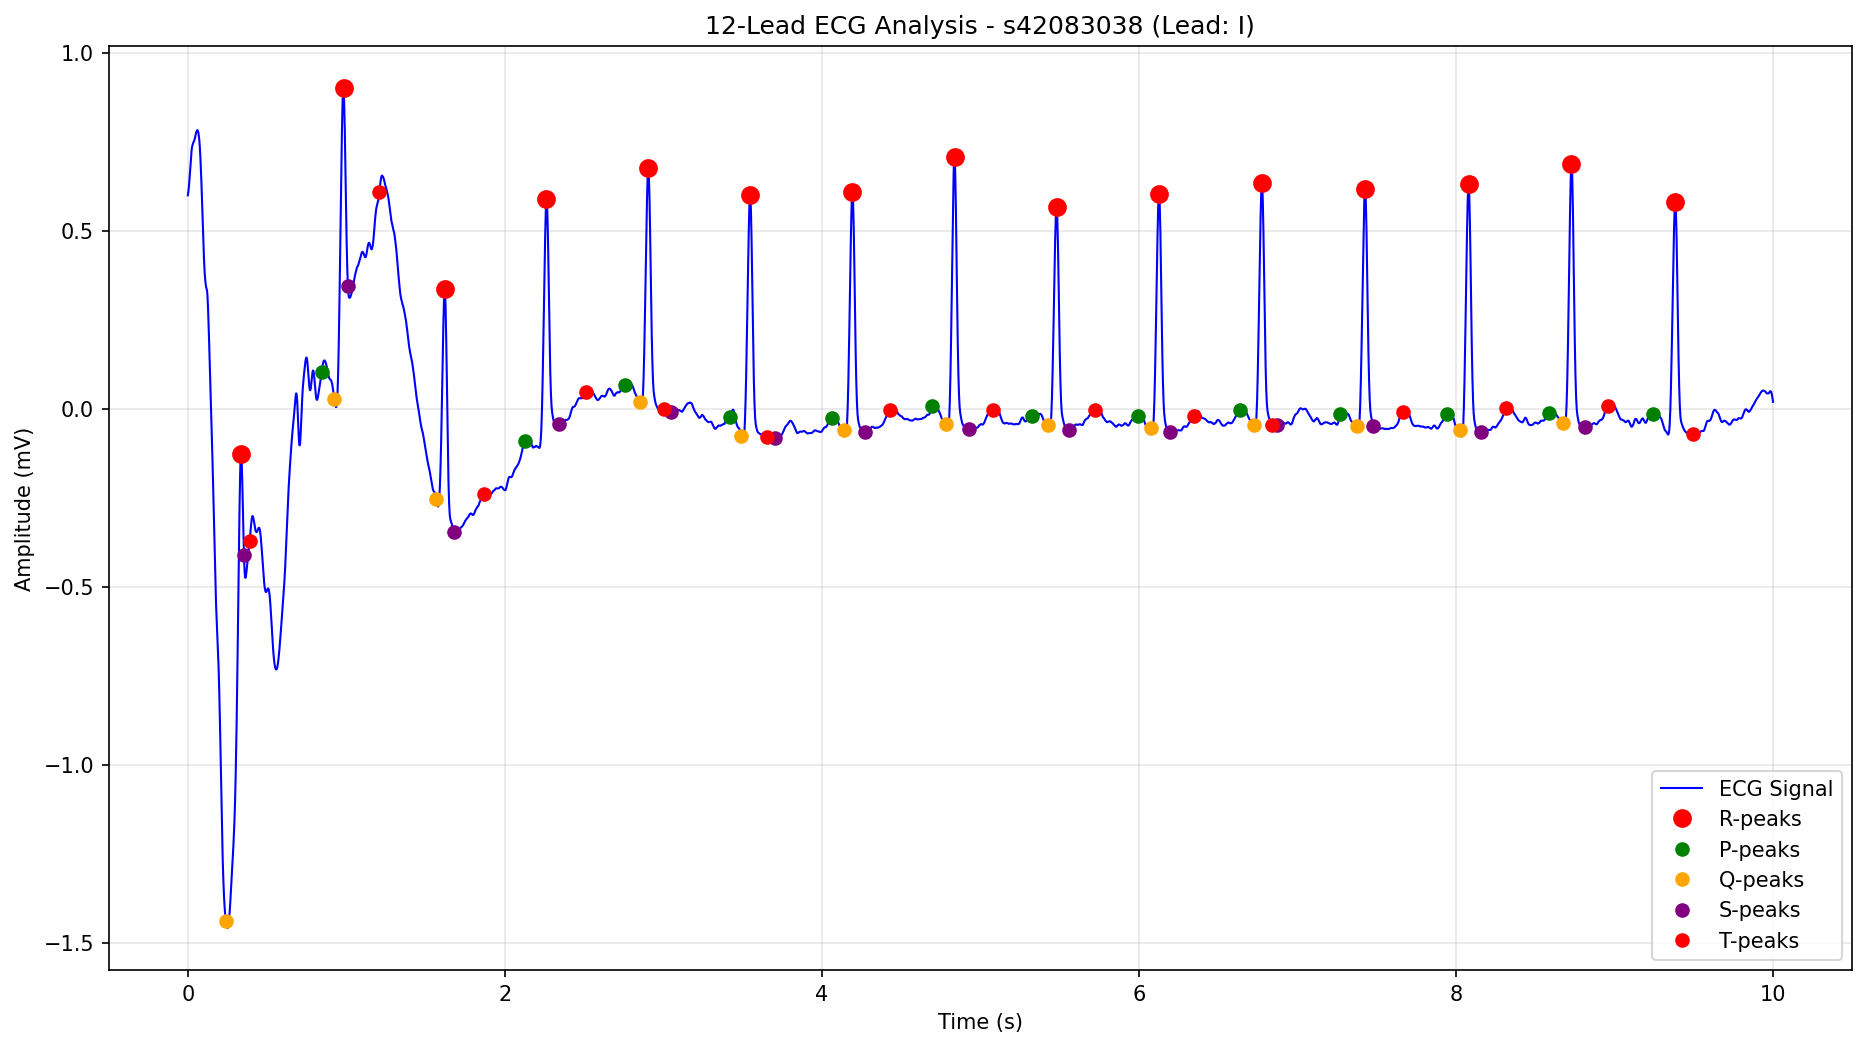 12-Lead ECG Analysis - s42083038 (Lead: I)
1.0
0.5
0.0
−0.5
−1.0
−1.5
Amplitude (mV)
0 2 4 6 8 10
Time (s)
ECG Signal
R-peaks
P-peaks
Q-peaks
S-peaks
T-peaks